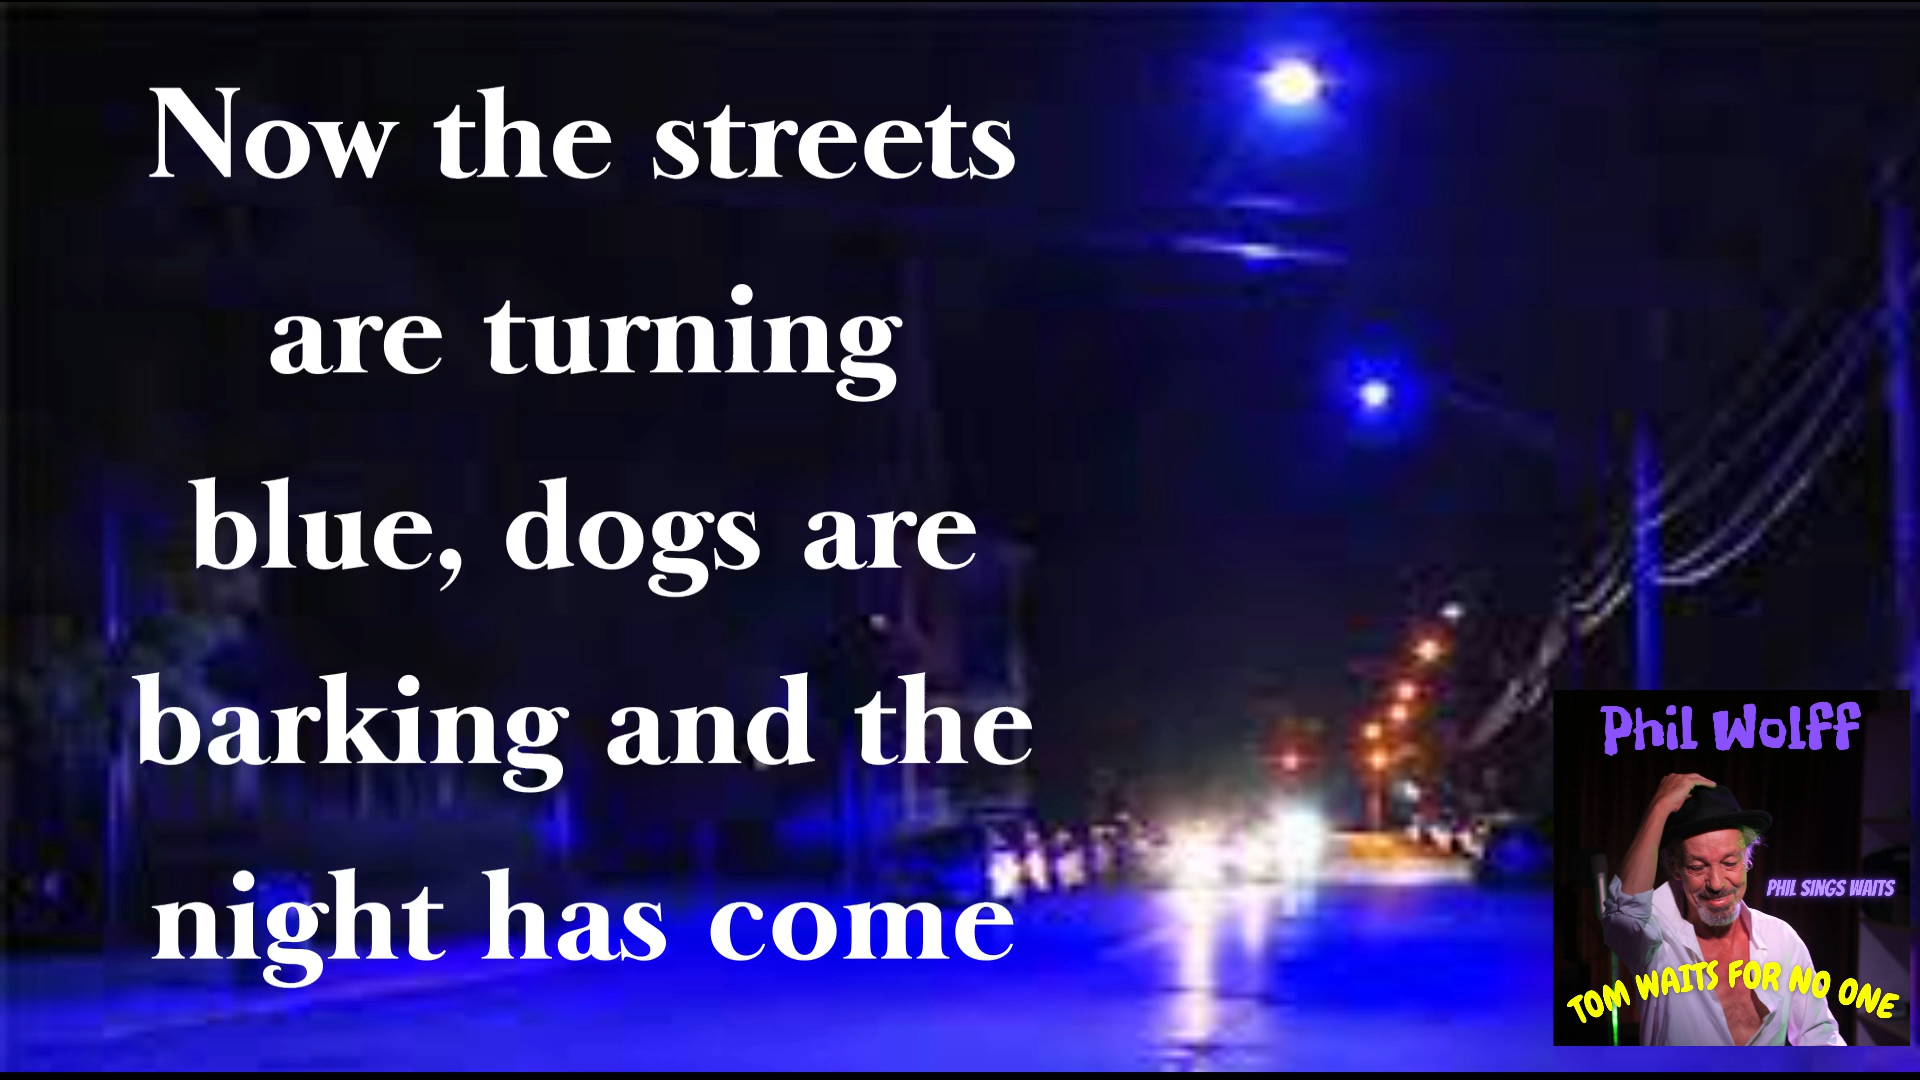 Now the streets
are turning
blue, dogs are
barking and the
night has come
Phil Wolff
PHIL SINGS WAITS
TOM WAITS FOR NO ONE